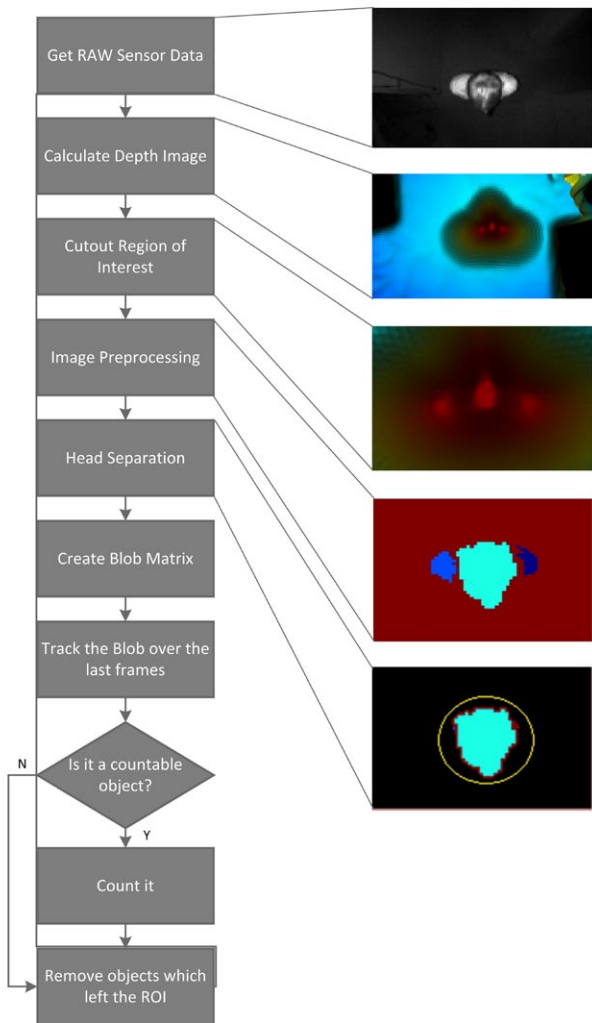 Get RAW Sensor Data
Calculate Depth Image
Cutout Region of
Interest
Image Preprocessing
Head Separation
Create Blob Matrix
Track the Blob over the
last frames
N
Is it a countable
object?
Y
Count it
Remove objects which
left the ROI